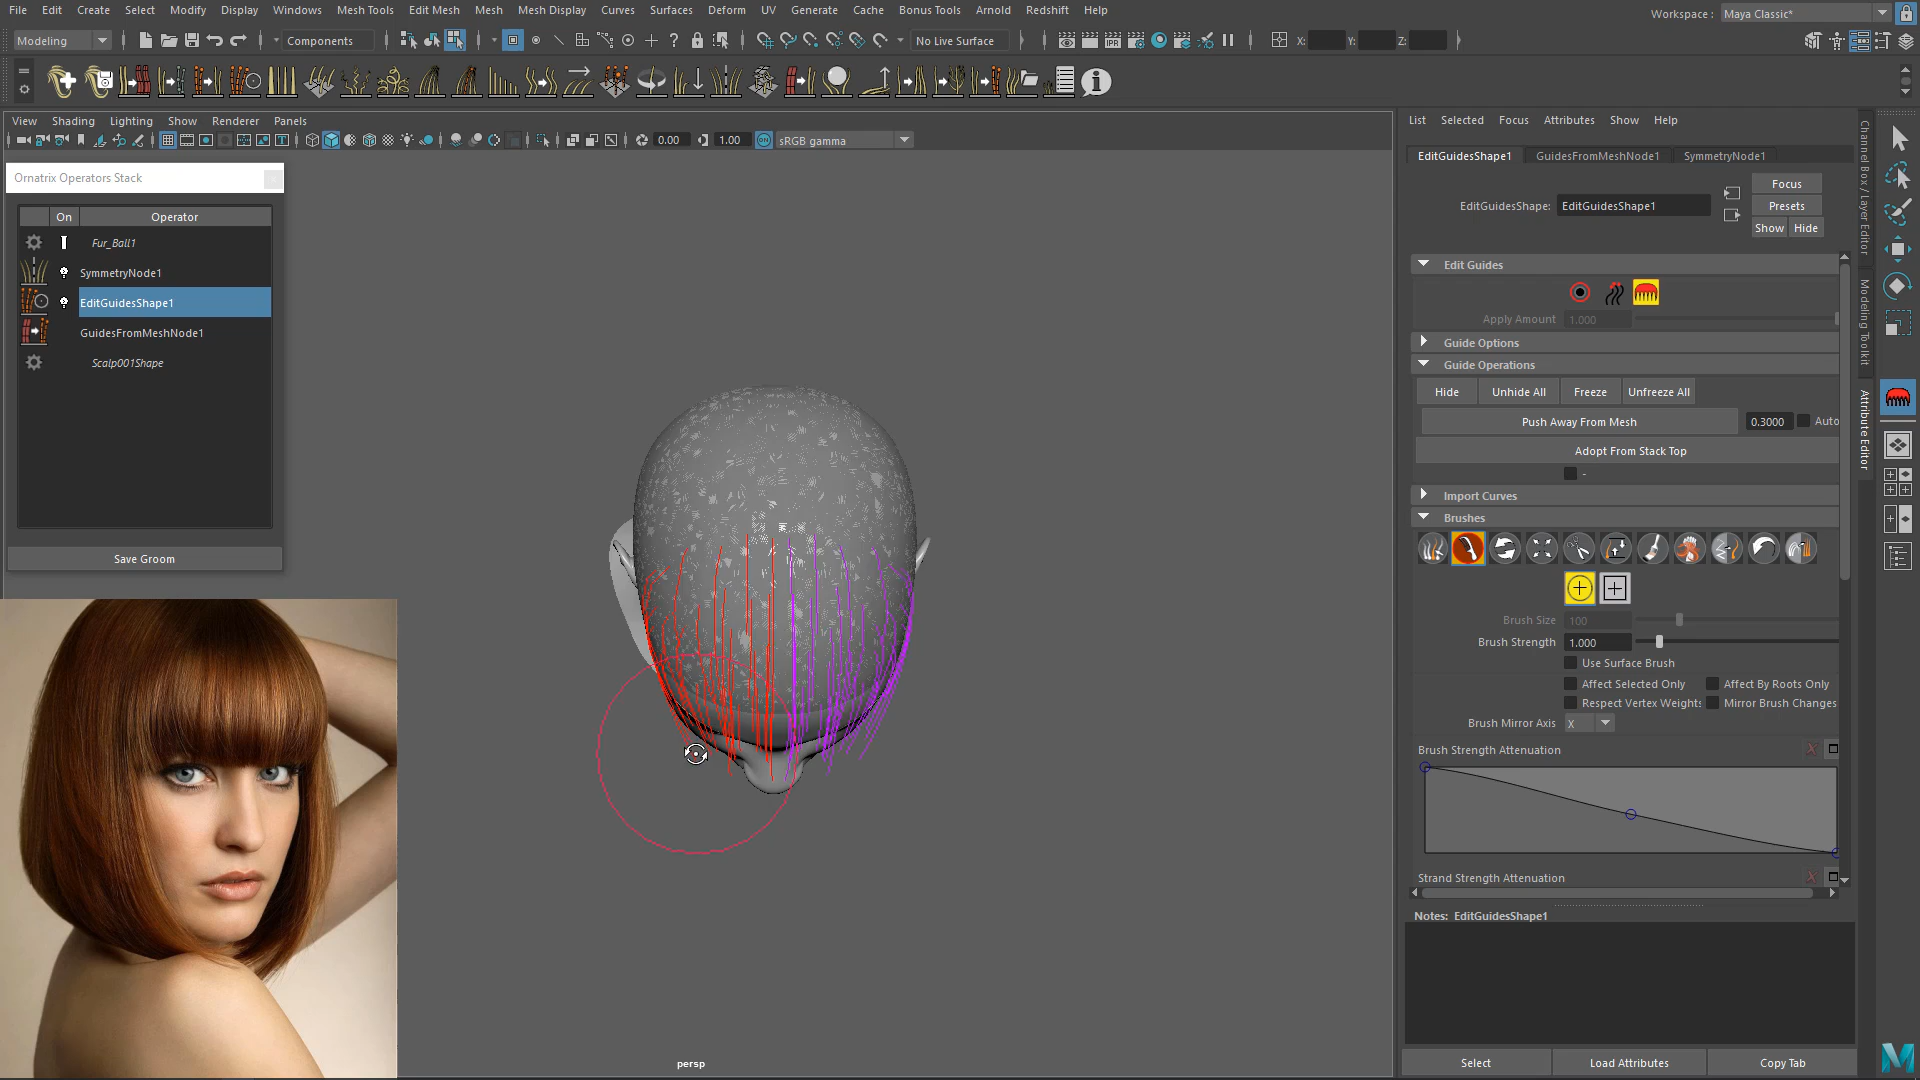 File Edit Create Select Modify Display Windows Mesh Tools Edit Mesh Mesh Mesh Display Curves Surfaces Deform UV Generate Cache Bonus Tools Arnold Redshift Help
Workspace : Maya Classic*
Modeling Components No Live Surface X: Y: Z:
View Shading Lighting Show Renderer Panels
0.00 1.00 ON sRGB gamma
Ornatrix Operators Stack
On Operator
Fur_Ball1
SymmetryNode1
EditGuidesShape1
GuidesFromMeshNode1
Scalp001Shape
Save Groom
persp
List Selected Focus Attributes Show Help
EditGuidesShape1 GuidesFromMeshNode1 SymmetryNode1
Focus
EditGuidesShape: EditGuidesShape1 Presets
Show Hide
Edit Guides
Apply Amount 1.000
Guide Options
Guide Operations
Hide Unhide All Freeze Unfreeze All
Push Away From Mesh 0.3000 Auto
Adopt From Stack Top
-
Import Curves
Brushes
Brush Size 100
Brush Strength 1.000
Use Surface Brush
Affect Selected Only Affect By Roots Only
Respect Vertex Weights Mirror Brush Changes
Brush Mirror Axis X
Brush Strength Attenuation
Strand Strength Attenuation
Notes: EditGuidesShape1
Select Load Attributes Copy Tab
Channel Box / Layer Editor
Modeling Toolkit
Attribute Editor